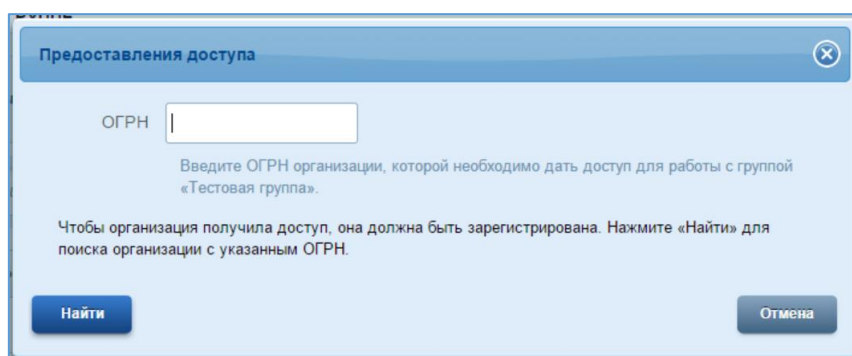 Предоставления доступа
ОГРН
Введите ОГРН организации, которой необходимо дать доступ для работы с группой
«Тестовая группа».
Чтобы организация получила доступ, она должна быть зарегистрирована. Нажмите «Найти» для
поиска организации с указанным ОГРН.
Найти
Отмена